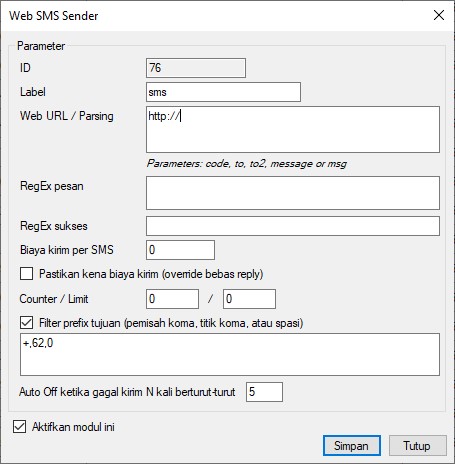 Web SMS Sender
Parameter
ID 76
Label sms
Web URL / Parsing http://
Parameters: code, to, to2, message or msg
RegEx pesan
RegEx sukses
Biaya kirim per SMS 0
Pastikan kena biaya kirim (override bebas reply)
Counter / Limit 0 / 0
Filter prefix tujuan (pemisah koma, titik koma, atau spasi)
+,62,0
Auto Off ketika gagal kirim N kali berturut-turut 5
Aktifkan modul ini
Simpan Tutup